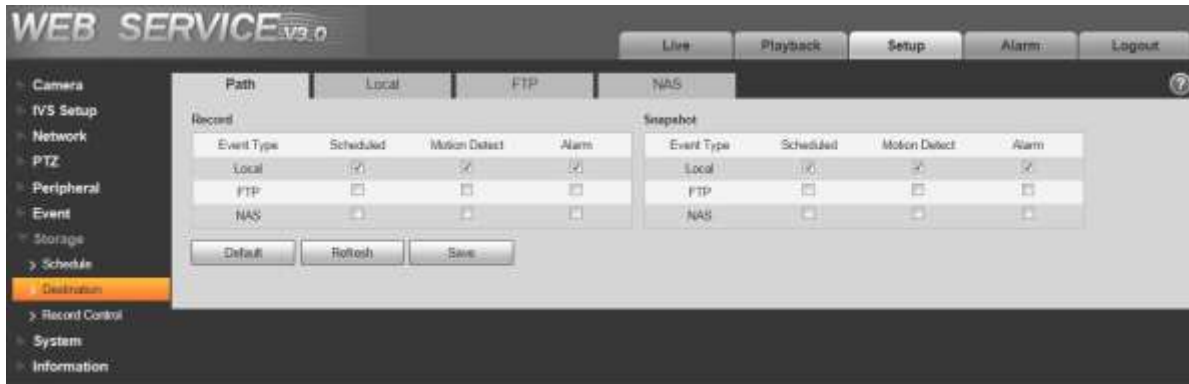 WEB SERVICE V3.0
Live Playback Setup Alarm Logout
Camera
IVS Setup
Network
PTZ
Peripheral
Event
Storage
Schedule
Destination
Record Control
System
Information
Path Local FTP NAS
Record
Event Type Scheduled Motion Detect Alarm
Local
FTP
NAS
Default Refresh Save
Snapshot
Event Type Scheduled Motion Detect Alarm
Local
FTP
NAS
?